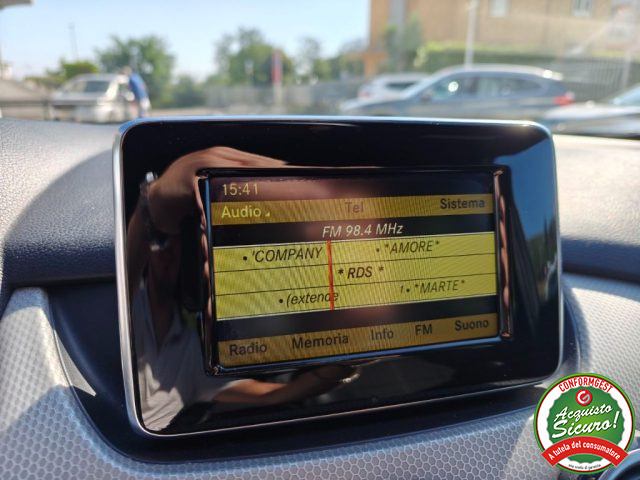 15:41
Audio Tel Sistema
FM 98.4 MHz
• 'COMPANY • *AMORE*
* RDS *
• (extende • *MARTE*
Radio Memoria Info FM Suono
CONFORMGEST
Acquisto Sicuro!
A tutela del consumatore